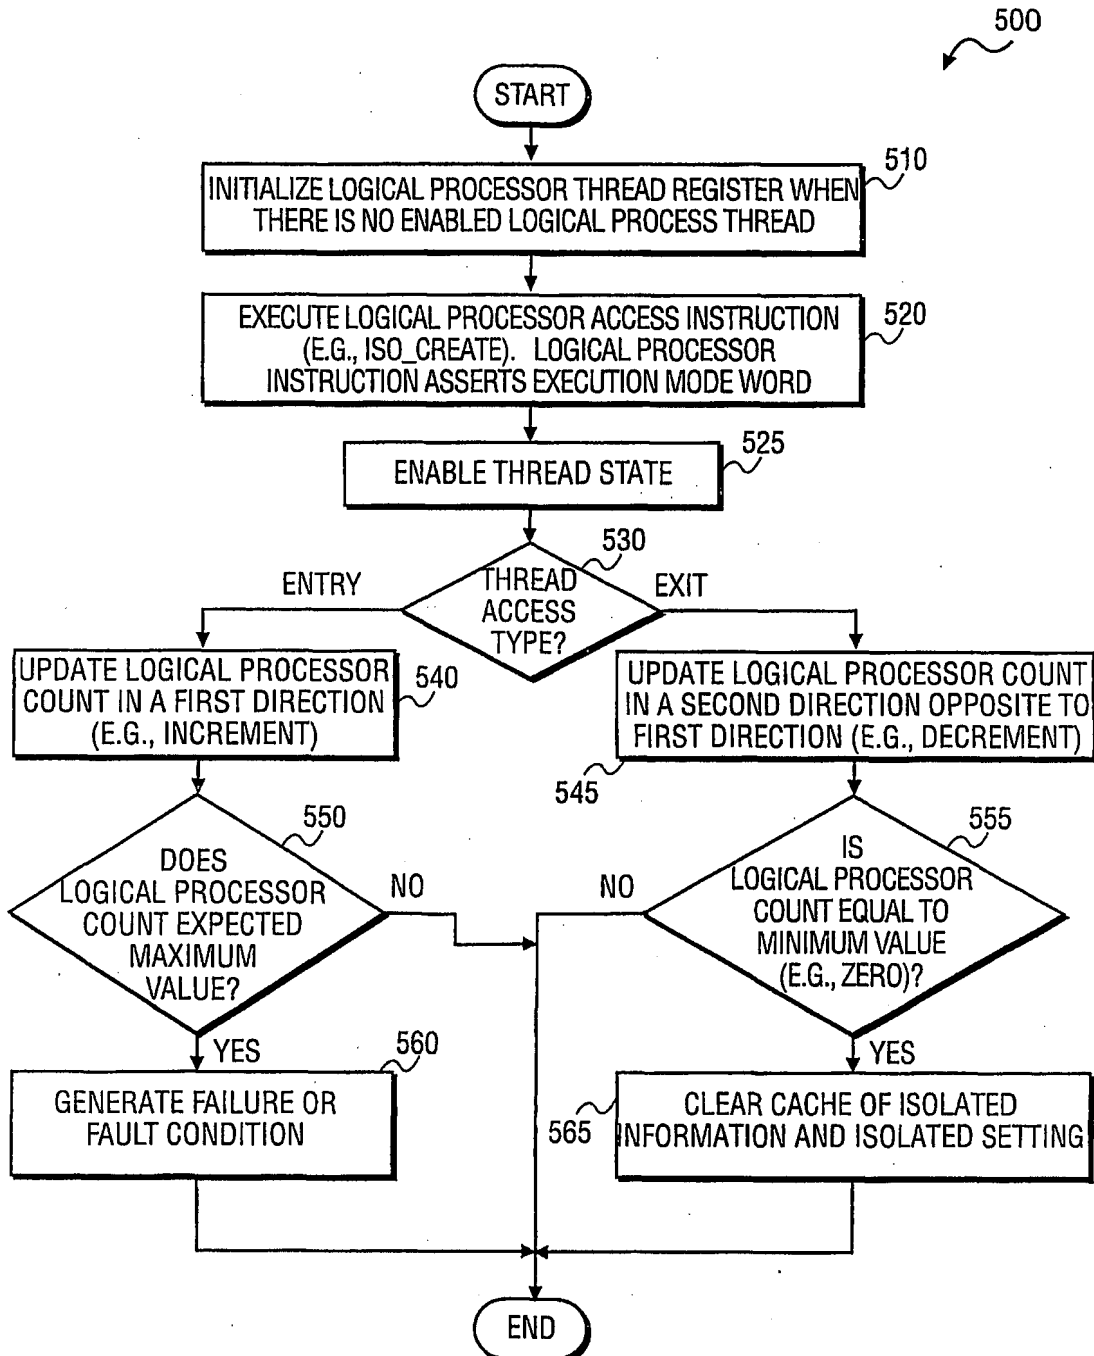 500
START
510
INITIALIZE LOGICAL PROCESSOR THREAD REGISTER WHEN
THERE IS NO ENABLED LOGICAL PROCESS THREAD
EXECUTE LOGICAL PROCESSOR ACCESS INSTRUCTION
(E.G., ISO_CREATE). LOGICAL PROCESSOR
INSTRUCTION ASSERTS EXECUTION MODE WORD
520
525
ENABLE THREAD STATE
530
ENTRY
THREAD
ACCESS
TYPE?
EXIT
UPDATE LOGICAL PROCESSOR
COUNT IN A FIRST DIRECTION
(E.G., INCREMENT)
540
UPDATE LOGICAL PROCESSOR COUNT
IN A SECOND DIRECTION OPPOSITE TO
FIRST DIRECTION (E.G., DECREMENT)
545
550
DOES
LOGICAL PROCESSOR
COUNT EXPECTED
MAXIMUM
VALUE?
NO
555
IS
LOGICAL PROCESSOR
COUNT EQUAL TO
MINIMUM VALUE
(E.G., ZERO)?
NO
YES
560
GENERATE FAILURE OR
FAULT CONDITION
YES
565
CLEAR CACHE OF ISOLATED
INFORMATION AND ISOLATED SETTING
END